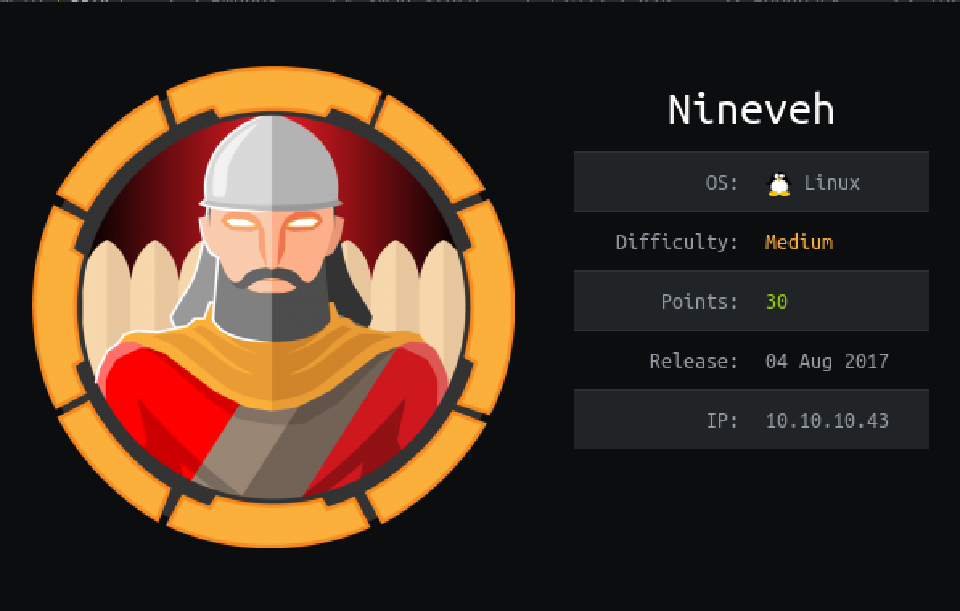 Nineveh
OS: Linux
Difficulty: Medium
Points: 30
Release: 04 Aug 2017
IP: 10.10.10.43